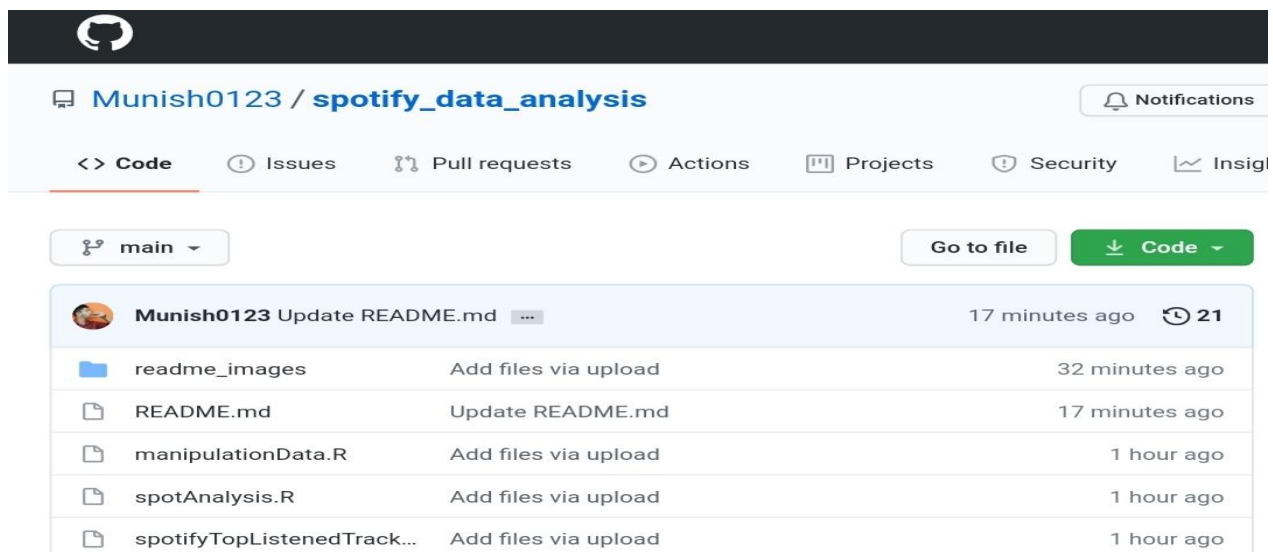 Munish0123 / spotify_data_analysis
Notifications
Code Issues Pull requests Actions Projects Security Insigh
main Go to file Code
Munish0123 Update README.md ... 17 minutes ago 21
readme_images Add files via upload 32 minutes ago
README.md Update README.md 17 minutes ago
manipulationData.R Add files via upload 1 hour ago
spotAnalysis.R Add files via upload 1 hour ago
spotifyTopListenedTrack... Add files via upload 1 hour ago